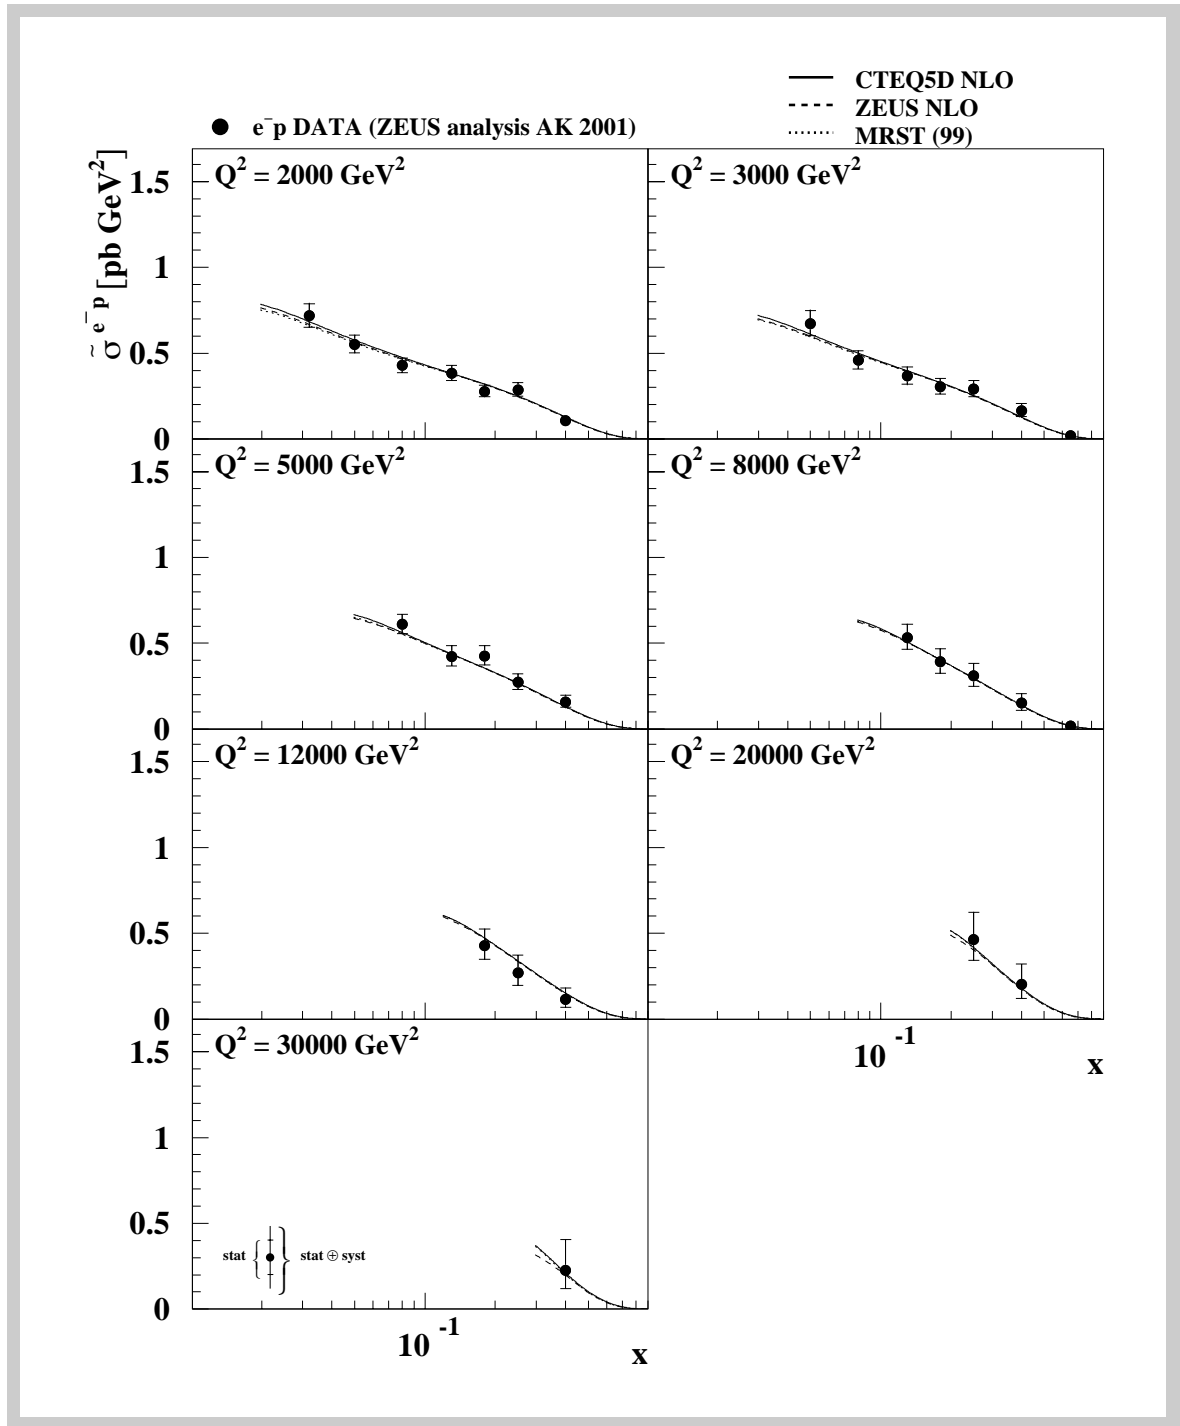 CTEQ5D NLO
ZEUS NLO
e⁻p DATA (ZEUS analysis AK 2001)
MRST (99)
σ̃ e⁻p [pb GeV²]
Q² = 2000 GeV²
Q² = 3000 GeV²
1.5
1
0.5
0
Q² = 5000 GeV²
Q² = 8000 GeV²
1.5
1
0.5
0
Q² = 12000 GeV²
Q² = 20000 GeV²
1.5
1
0.5
0
10⁻¹
x
Q² = 30000 GeV²
1.5
1
0.5
stat
stat ⊕ syst
0
10⁻¹
x